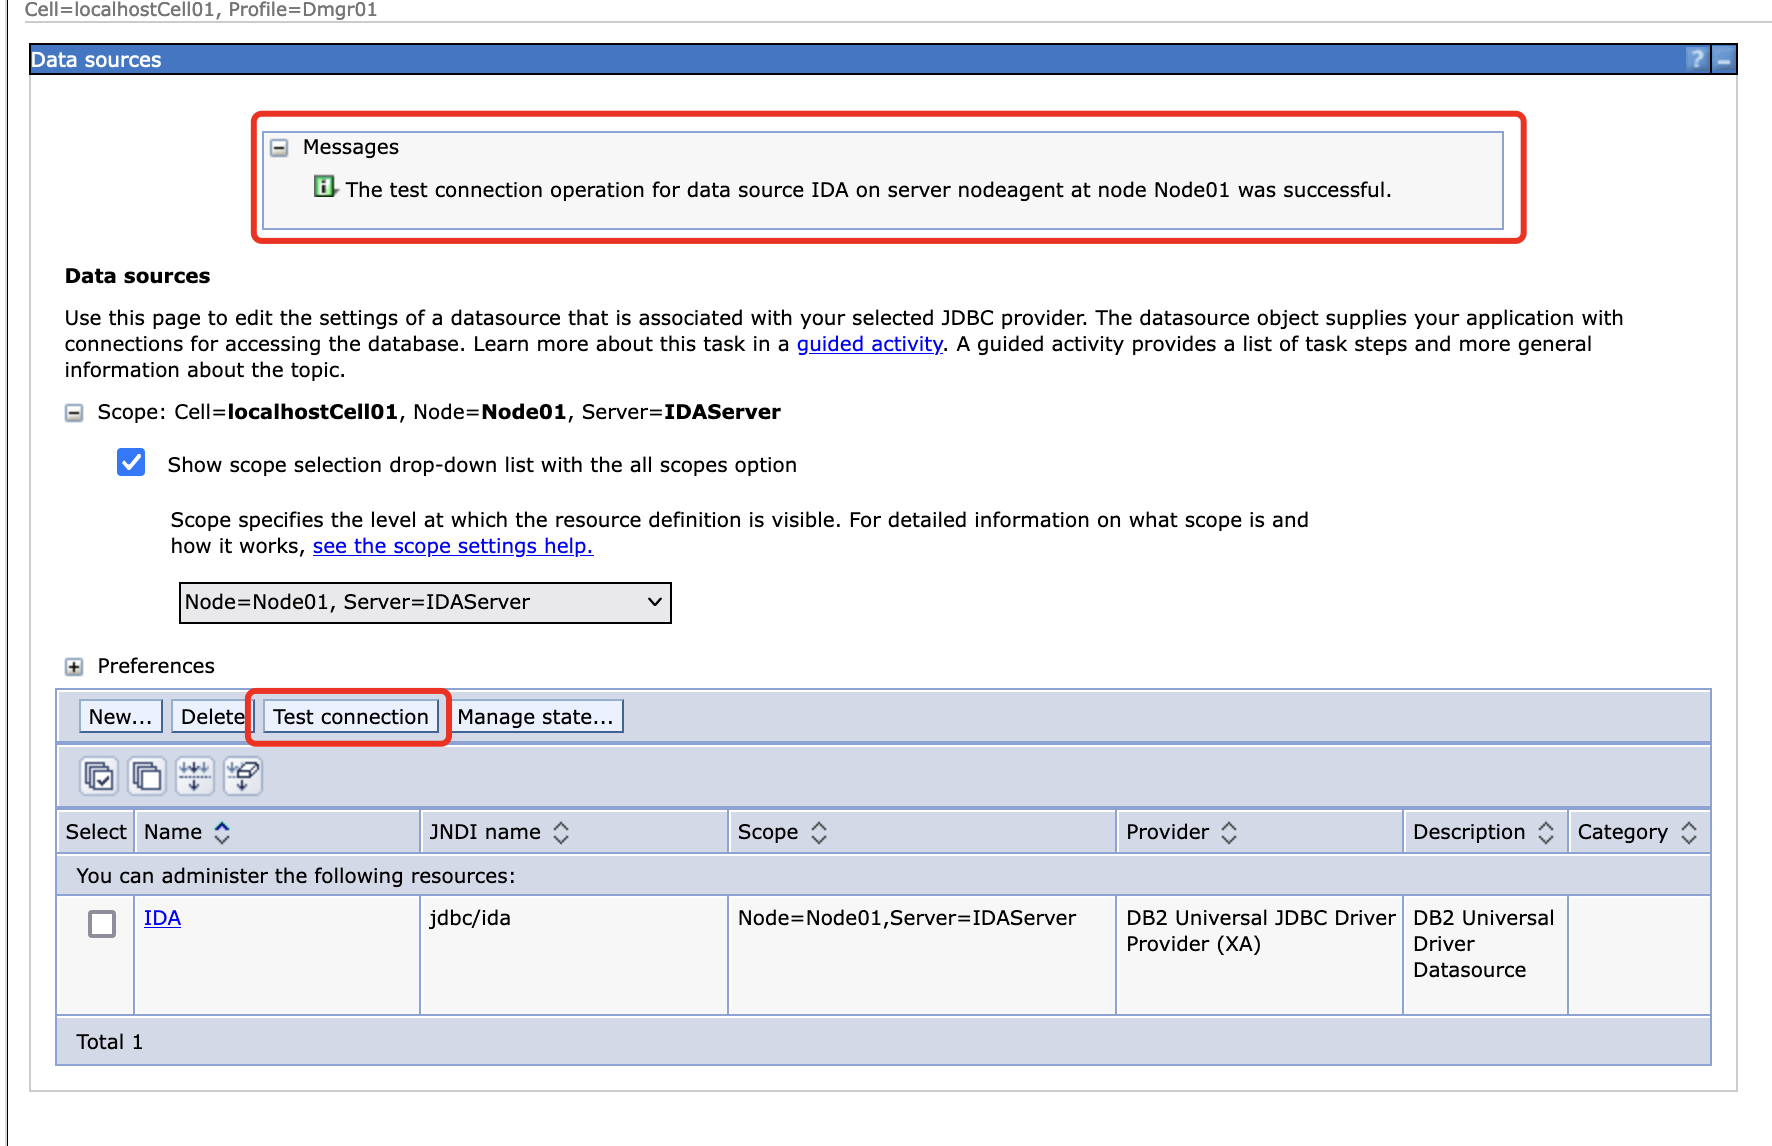 Cell=localhostCell01, Profile=Dmgr01
Data sources
?
Messages
The test connection operation for data source IDA on server nodeagent at node Node01 was successful.
Data sources
Use this page to edit the settings of a datasource that is associated with your selected JDBC provider. The datasource object supplies your application with
connections for accessing the database. Learn more about this task in a guided activity. A guided activity provides a list of task steps and more general
information about the topic.
Scope: Cell=localhostCell01, Node=Node01, Server=IDAServer
Show scope selection drop-down list with the all scopes option
Scope specifies the level at which the resource definition is visible. For detailed information on what scope is and
how it works, see the scope settings help.
Node=Node01, Server=IDAServer
Preferences
New... Delete Test connection Manage state...
Select Name JNDI name Scope Provider Description Category
You can administer the following resources:
IDA jdbc/ida Node=Node01,Server=IDAServer DB2 Universal JDBC Driver DB2 Universal
Provider (XA) Driver
Datasource
Total 1